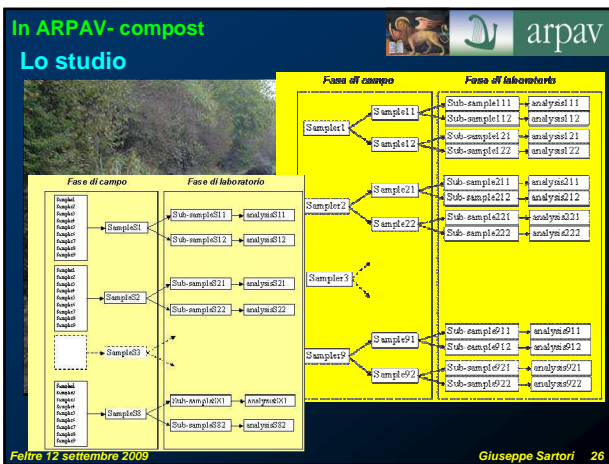 In ARPAV- compost
arpav
Lo studio
Fase di campo
Fase di laboratorio
Sampler1
Sample11
Sample12
Sub-sample111
analysis111
Sub-sample112
analysis112
Sub-sample121
analysis121
Sub-sample122
analysis122
Sampler2
Sample21
Sample22
Sub-sample211
analysis211
Sub-sample212
analysis212
Sub-sample221
analysis221
Sub-sample222
analysis222
Sampler3
Sampler9
Sample91
Sample92
Sub-sample911
analysis911
Sub-sample912
analysis912
Sub-sample921
analysis921
Sub-sample922
analysis922
Fase di campo
Fase di laboratorio
SampleS1
Sub-sampleS11
analysisS11
Sub-sampleS12
analysisS12
SampleS2
Sub-sampleS21
analysisS21
Sub-sampleS22
analysisS22
SampleS3
SampleS8
Sub-sampleS82
analysisS82
Feltre 12 settembre 2009
Giuseppe Sartori 26